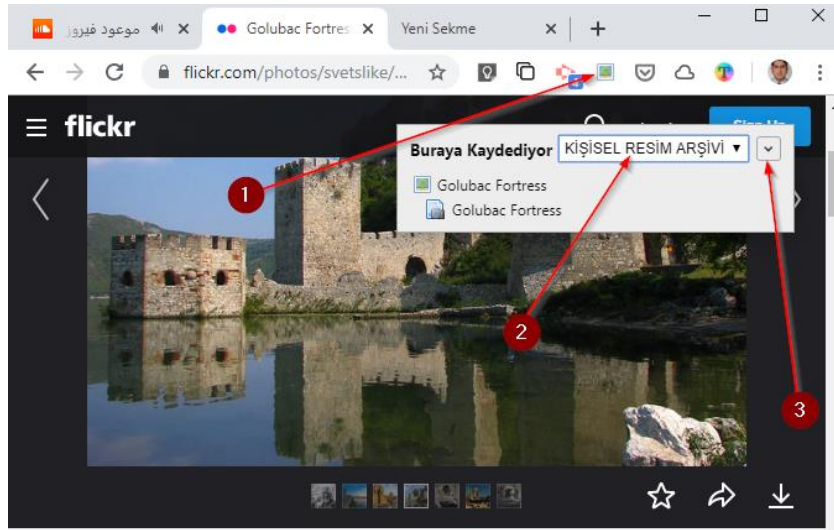 موعود فيروز
Golubac Fortres
Yeni Sekme
flickr.com/photos/svetslike/...
flickr
Buraya Kaydediyor KİŞİSEL RESİM ARŞİVİ
Golubac Fortress
Golubac Fortress
1
2
3